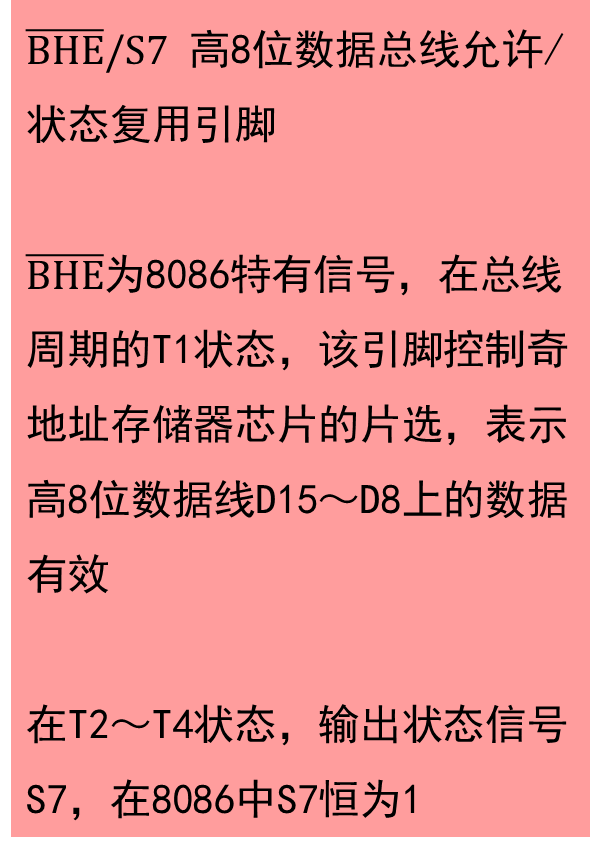 B̅H̅E̅/S7 高8位数据总线允许/
状态复用引脚
B̅H̅E̅为8086特有信号，在总线
周期的T1状态，该引脚控制奇
地址存储器芯片的片选，表示
高8位数据线D15～D8上的数据
有效
在T2～T4状态，输出状态信号
S7，在8086中S7恒为1